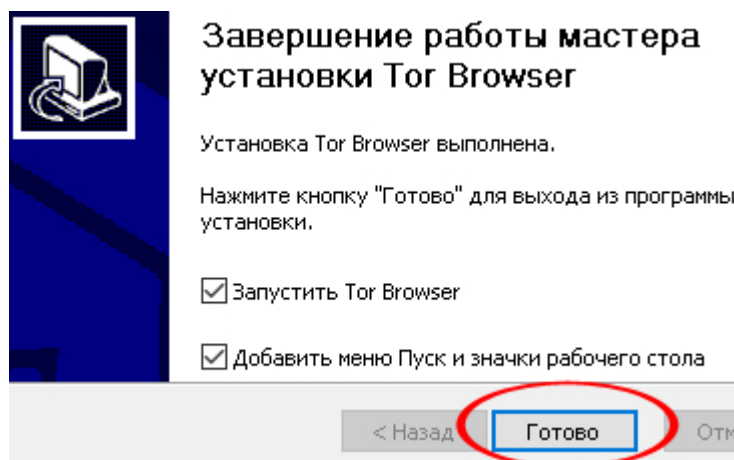 Завершение работы мастера
установки Tor Browser
Установка Tor Browser выполнена.
Нажмите кнопку "Готово" для выхода из программы
установки.
Запустить Tor Browser
Добавить меню Пуск и значки рабочего стола
< Назад
Готово